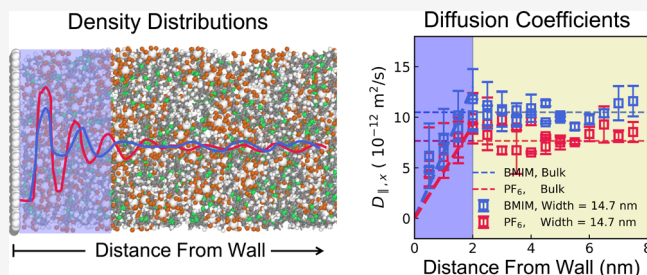 Density Distributions
Distance From Wall
Diffusion Coefficients
D∥,x ( 10⁻¹² m²/s)
15
10
5
0
BMIM, Bulk
PF₆, Bulk
BMIM, Width = 14.7 nm
PF₆, Width = 14.7 nm
0 2 4 6 8
Distance From Wall (nm)